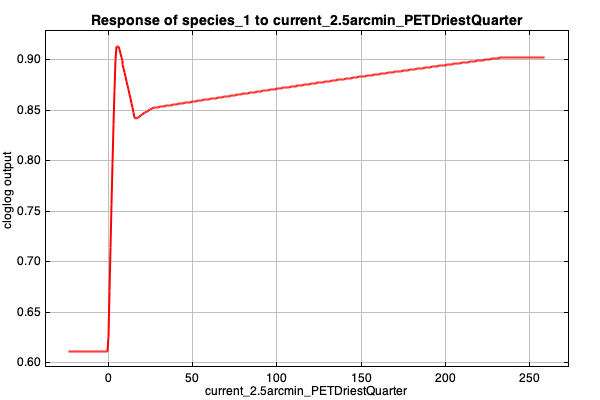 Response of species_1 to current_2.5arcmin_PETDriestQuarter
0.90
0.85
0.80
0.75
0.70
0.65
0.60
cloglog output
0 50 100 150 200 250
current_2.5arcmin_PETDriestQuarter